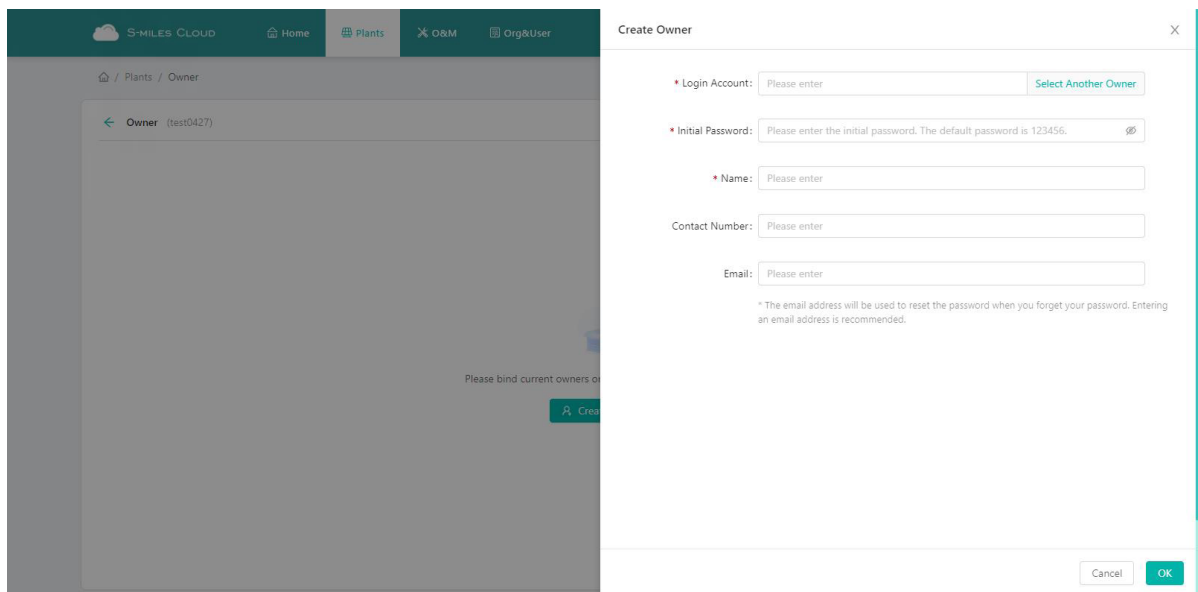 S-MILES CLOUD
Home
Plants
O&M
Org&User
/ Plants / Owner
Owner (test0427)
Please bind current owners
Create Owner
X
* Login Account: Please enter Select Another Owner
* Initial Password: Please enter the initial password. The default password is 123456.
* Name: Please enter
Contact Number: Please enter
Email: Please enter
* The email address will be used to reset the password when you forget your password. Entering
an email address is recommended.
Cancel
OK